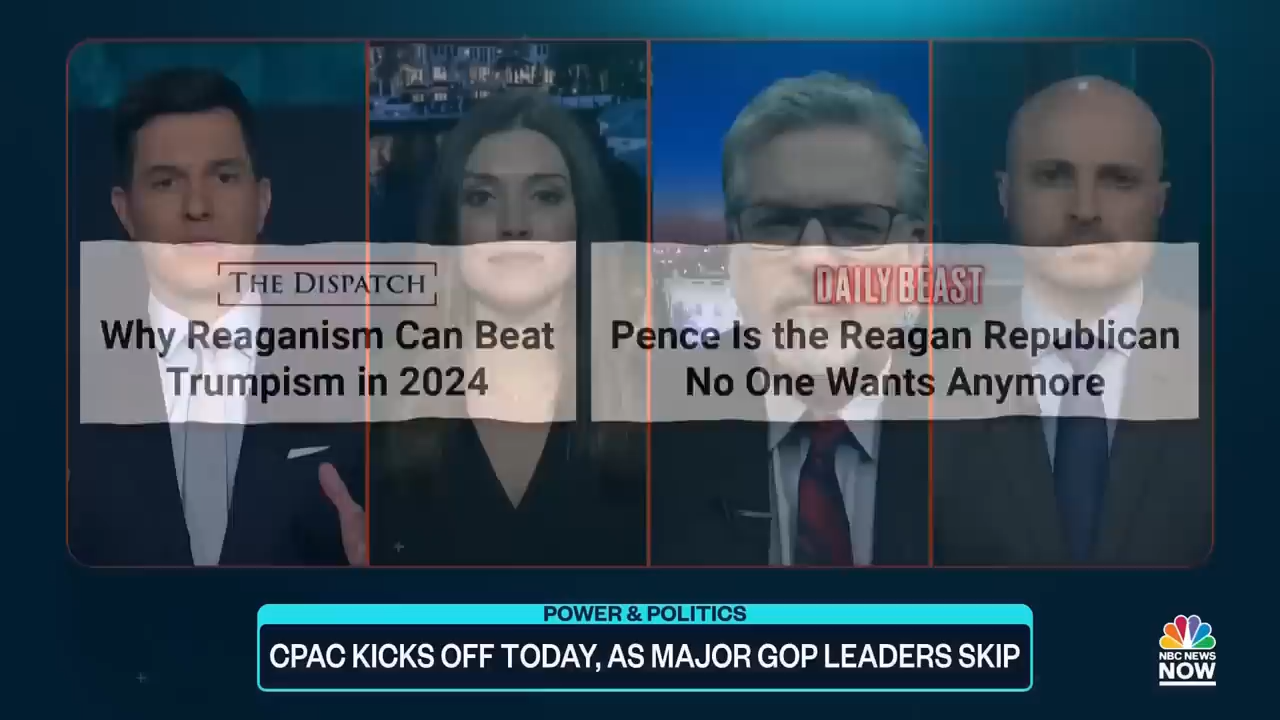 THE DISPATCH
Why Reaganism Can Beat
Trumpism in 2024
DAILY BEAST
Pence Is the Reagan Republican
No One Wants Anymore
POWER & POLITICS
CPAC KICKS OFF TODAY, AS MAJOR GOP LEADERS SKIP
NBC NEWS
NOW